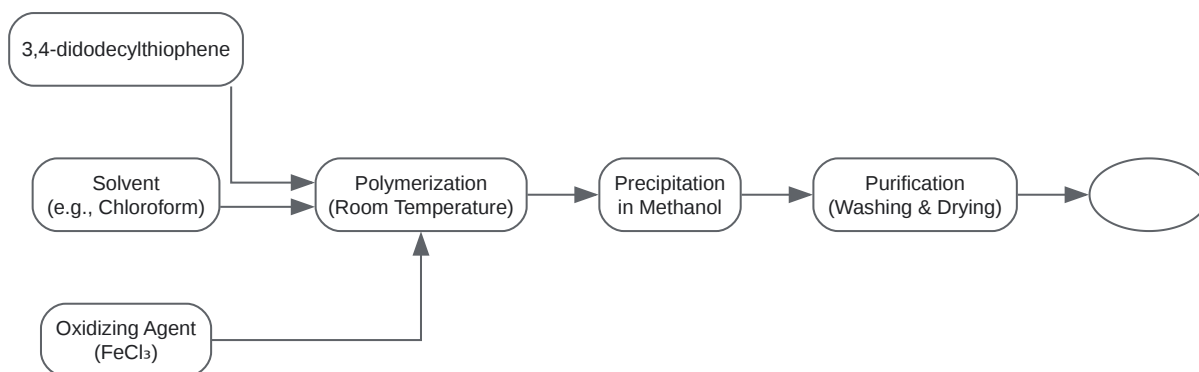 3,4-didodecylthiophene
Solvent
(e.g., Chloroform)
Polymerization
(Room Temperature)
Precipitation
in Methanol
Purification
(Washing & Drying)
Oxidizing Agent
(FeCl₃)